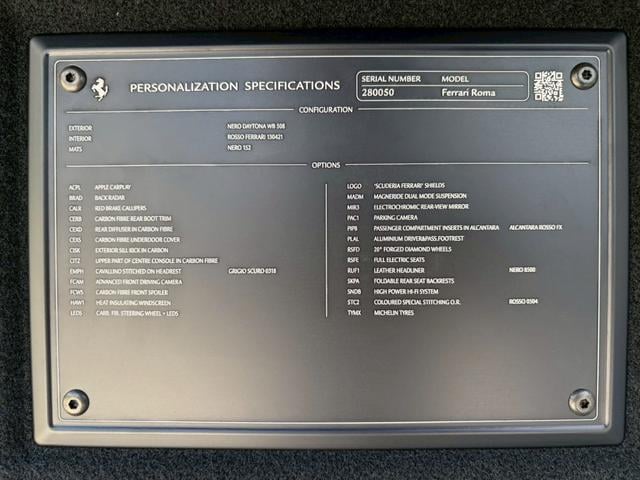 PERSONALIZATION SPECIFICATIONS
SERIAL NUMBER MODEL
280050 Ferrari Roma
CONFIGURATION
EXTERIOR NERO DAYTONA WB 508
INTERIOR ROSSO FERRARI 130421
MATS NERO 152
OPTIONS
ACPL APPLE CARPLAY
BRAD BACK RADAR
CALR RED BRAKE CALLIPERS
CERB CARBON FIBRE REAR BOOT TRIM
CEXD REAR DIFFUSER IN CARBON FIBRE
CEXS CARBON FIBRE UNDERDOOR COVER
CISK EXTERIOR SILL KICK IN CARBON
CITZ UPPER PART OF CENTRE CONSOLE IN CARBON FIBRE
EMPH CAVALLINO STITCHED ON HEADREST GRIGIO SCURO 0318
FCAM ADVANCED FRONT DRIVING CAMERA
FCWS CARBON FIBRE FRONT SPOILER
HAW1 HEAT INSULATING WINDSCREEN
LEDS CARB. FIB. STEERING WHEEL + LEDS
LOGO "SCUDERIA FERRARI" SHIELDS
MADM MAGNERIDE DUAL MODE SUSPENSION
MIR3 ELECTROCHROMIC REAR-VIEW MIRROR
PAC1 PARKING CAMERA
PIP8 PASSENGER COMPARTMENT INSERTS IN ALCANTARA ALCANTARA ROSSO FX
PLAL ALUMINIUM DRIVER/PASS.FOOTREST
RSFD 20" FORGED DIAMOND WHEELS
RSFE FULL ELECTRIC SEATS
RUF1 LEATHER HEADLINER NERO 8500
SKPA FOLDABLE REAR SEAT BACKRESTS
SNDB HIGH POWER HI-FI SYSTEM
STC2 COLOURED SPECIAL STITCHING O.R. ROSSO 0504
TYMX MICHELIN TYRES